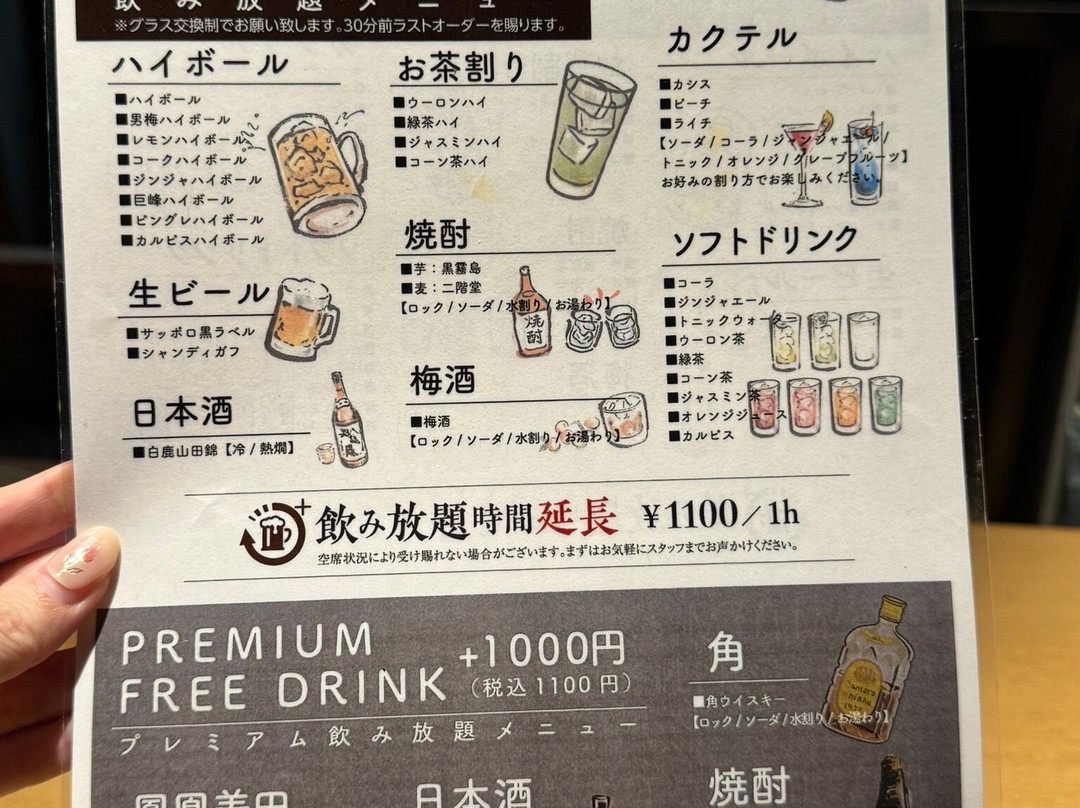 飲み放題メニュー
※グラス交換制でお願い致します。30分前ラストオーダーを賜ります。
ハイボール
■ハイボール
■男梅ハイボール
■レモンハイボール
■コークハイボール
■ジンジャハイボール
■巨峰ハイボール
■ピングレハイボール
■カルピスハイボール
生ビール
■サッポロ黒ラベル
■シャンディガフ
日本酒
■白鹿山田錦【冷 / 熱燗】
お茶割り
■ウーロンハイ
■緑茶ハイ
■ジャスミンハイ
■コーン茶ハイ
焼酎
■芋：黒霧島
■麦：二階堂
【ロック / ソーダ / 水割り / お湯わり】
焼酎
梅酒
■梅酒
【ロック / ソーダ / 水割り / お湯わり】
カクテル
■カシス
■ピーチ
■ライチ
【ソーダ / コーラ / ジャンジャエール /
トニック / オレンジ / グレープフルーツ】
お好みの割り方でお楽しみください。
ソフトドリンク
■コーラ
■ジンジャエール
■トニックウォーター
■ウーロン茶
■緑茶
■コーン茶
■ジャスミン茶
■オレンジジュース
■カルピス
飲み放題時間延長 ¥1100／1h
空席状況により受け賜れない場合がございます。まずはお気軽にスタッフまでお声かけください。
PREMIUM
FREE DRINK
+1000円
（税込 1100 円）
プレミアム飲み放題メニュー
角
■角ウイスキー
【ロック / ソーダ / 水割り / お湯わり】
鳳凰美田
日本酒
焼酎